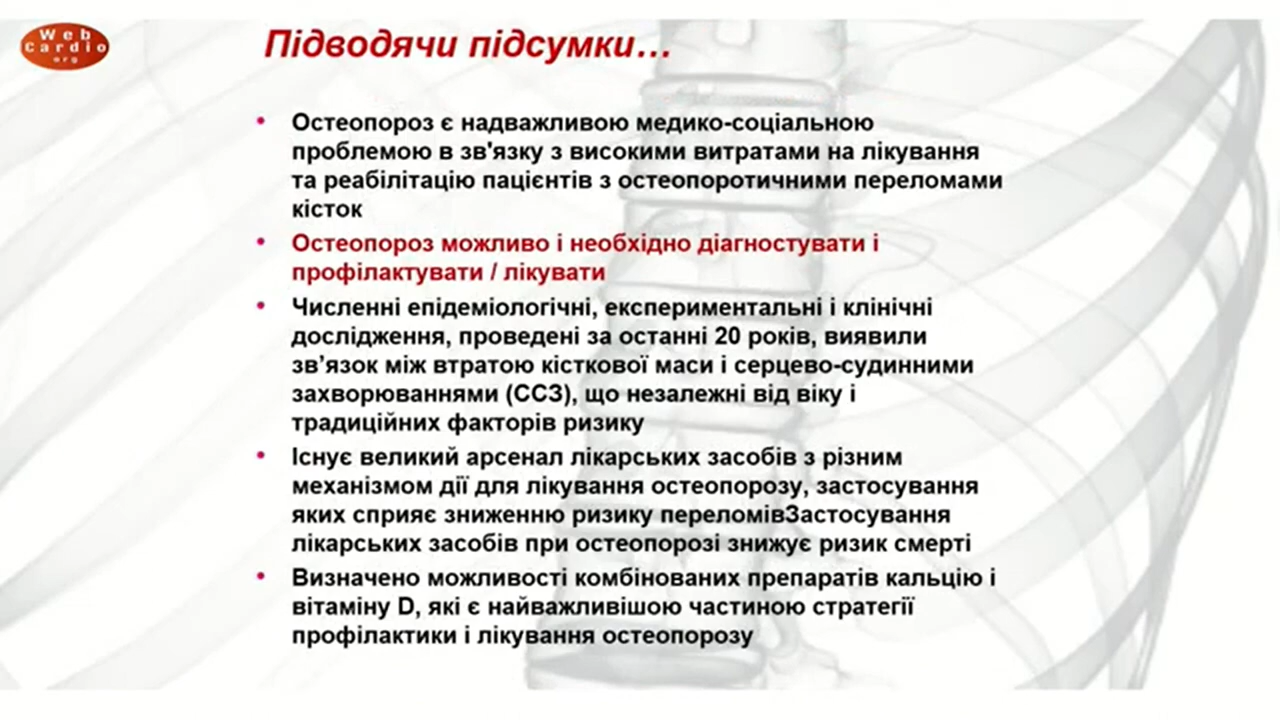 Web
Cardio
org
Підводячи підсумки…
• Остеопороз є надважливою медико-соціальною
проблемою в зв'язку з високими витратами на лікування
та реабілітацію пацієнтів з остеопоротичними переломами
кісток
• Остеопороз можливо і необхідно діагностувати і
профілактувати / лікувати
• Численні епідеміологічні, експериментальні і клінічні
дослідження, проведені за останні 20 років, виявили
зв’язок між втратою кісткової маси і серцево-судинними
захворюваннями (ССЗ), що незалежні від віку і
традиційних факторів ризику
• Існує великий арсенал лікарських засобів з різним
механізмом дії для лікування остеопорозу, застосування
яких сприяє зниженню ризику переломівЗастосування
лікарських засобів при остеопорозі знижує ризик смерті
• Визначено можливості комбінованих препаратів кальцію і
вітаміну D, які є найважливішою частиною стратегії
профілактики і лікування остеопорозу